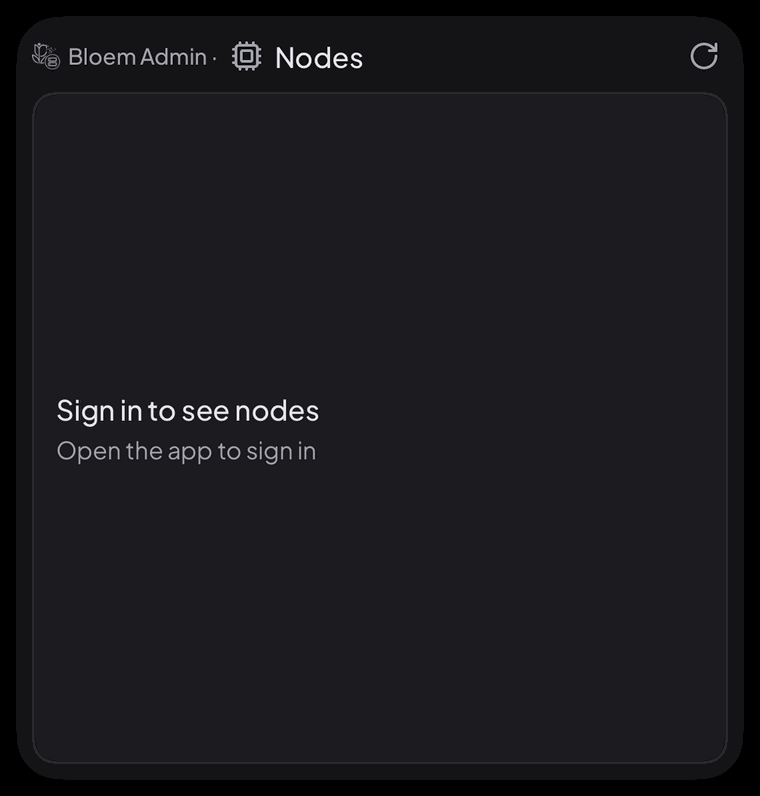 Bloem Admin · Nodes
Sign in to see nodes
Open the app to sign in